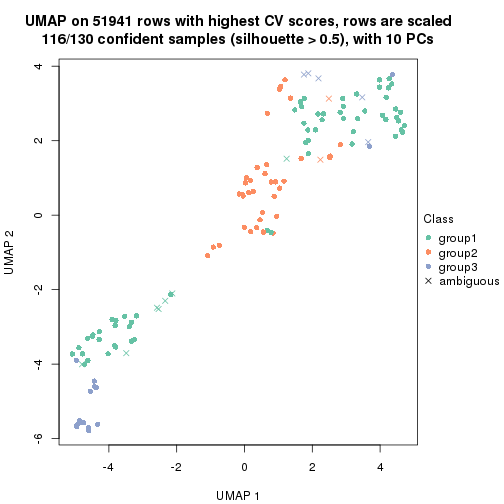 UMAP on 51941 rows with highest CV scores, rows are scaled
116/130 confident samples (silhouette > 0.5), with 10 PCs
4
2
0
-2
-4
-6
UMAP 2
-4
-2
0
2
4
UMAP 1
Class
group1
group2
group3
ambiguous